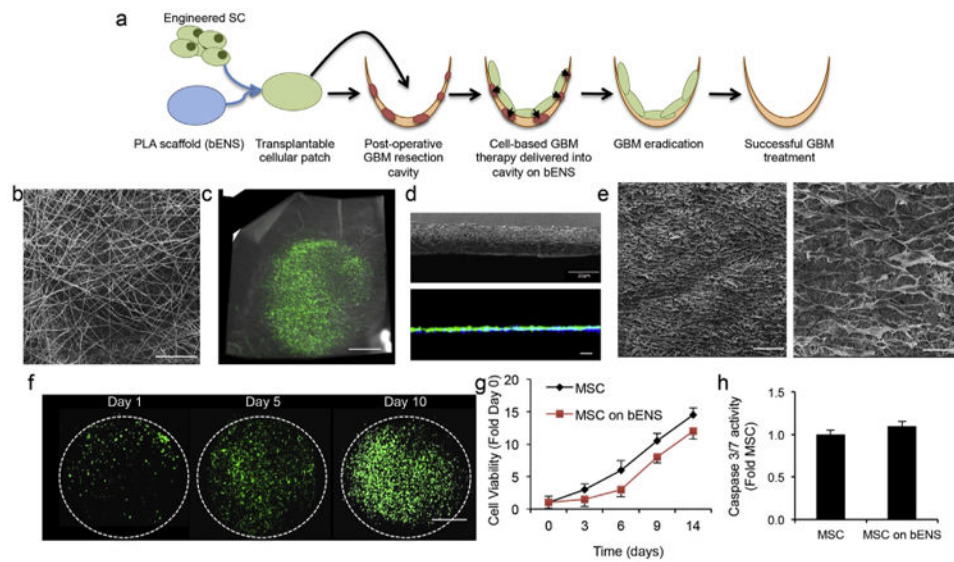 a
Engineered SC
PLA scaffold (bENS)
Transplantable
cellular patch
Post-operative
GBM resection
cavity
Cell-based GBM
therapy delivered into
cavity on bENS
GBM eradication
Successful GBM
treatment
b
c
d
e
f
Day 1
Day 5
Day 10
g
Cell Viability (Fold Day 0)
20
15
10
5
0
MSC
MSC on bENS
0 3 6 9 14
Time (days)
h
Caspase 3/7 activity
(Fold MSC)
1.5
1.0
0.5
0.0
MSC
MSC on bENS